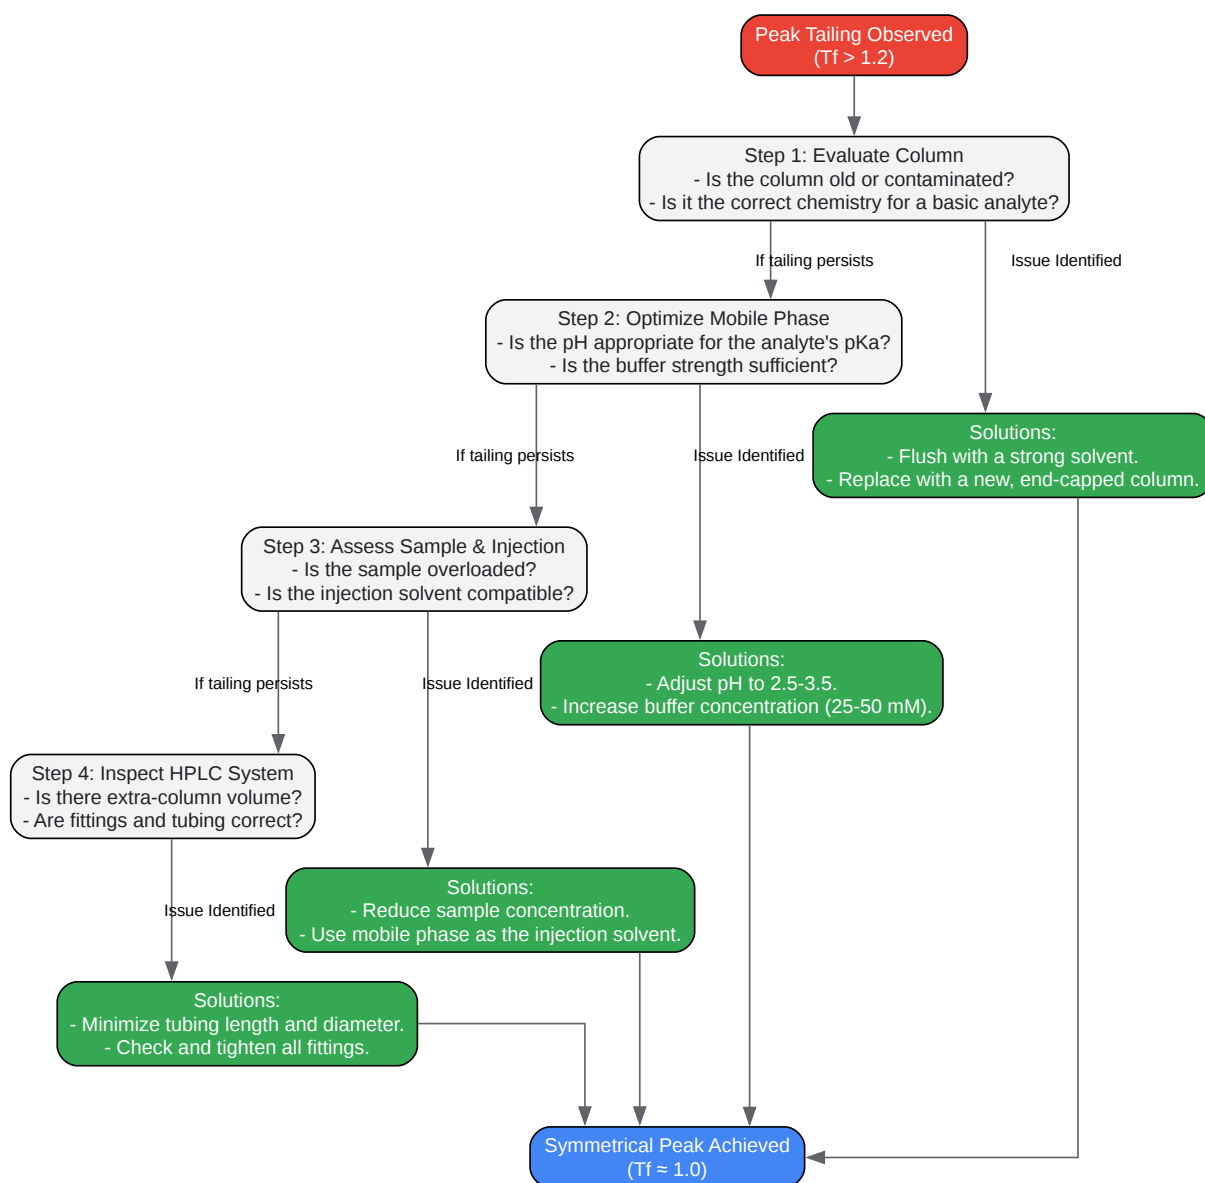 Peak Tailing Observed
(Tf > 1.2)
Step 1: Evaluate Column
- Is the column old or contaminated?
- Is it the correct chemistry for a basic analyte?
If tailing persists
Issue Identified
Step 2: Optimize Mobile Phase
- Is the pH appropriate for the analyte's pKa?
- Is the buffer strength sufficient?
Solutions:
- Flush with a strong solvent.
- Replace with a new, end-capped column.
If tailing persists
Issue Identified
Step 3: Assess Sample & Injection
- Is the sample overloaded?
- Is the injection solvent compatible?
Solutions:
- Adjust pH to 2.5-3.5.
- Increase buffer concentration (25-50 mM).
If tailing persists
Issue Identified
Step 4: Inspect HPLC System
- Is there extra-column volume?
- Are fittings and tubing correct?
Solutions:
- Reduce sample concentration.
- Use mobile phase as the injection solvent.
Issue Identified
Solutions:
- Minimize tubing length and diameter.
- Check and tighten all fittings.
Symmetrical Peak Achieved
(Tf ≈ 1.0)